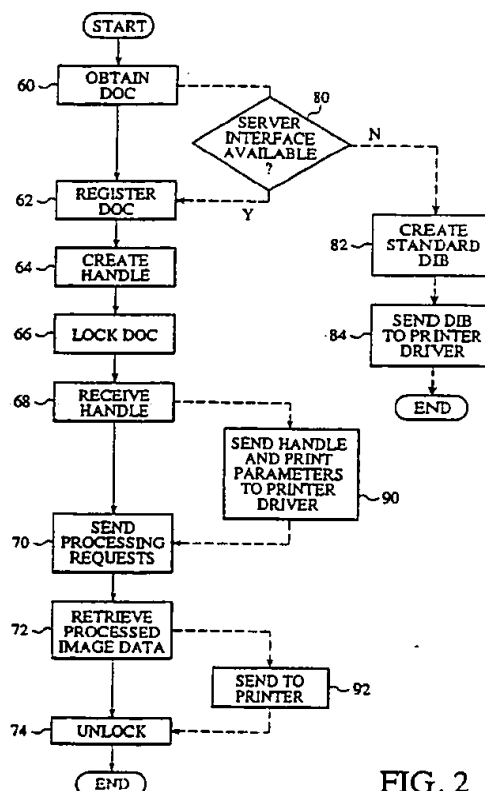 START
60
OBTAIN
DOC
80
SERVER
INTERFACE
AVAILABLE
?
N
Y
62
REGISTER
DOC
82
CREATE
STANDARD
DIB
64
CREATE
HANDLE
84
SEND DIB
TO PRINTER
DRIVER
66
LOCK DOC
END
68
RECEIVE
HANDLE
SEND HANDLE
AND PRINT
PARAMETERS
TO PRINTER
DRIVER
90
70
SEND
PROCESSING
REQUESTS
72
RETRIEVE
PROCESSED
IMAGE DATA
SEND TO
PRINTER
92
74
UNLOCK
END
FIG. 2